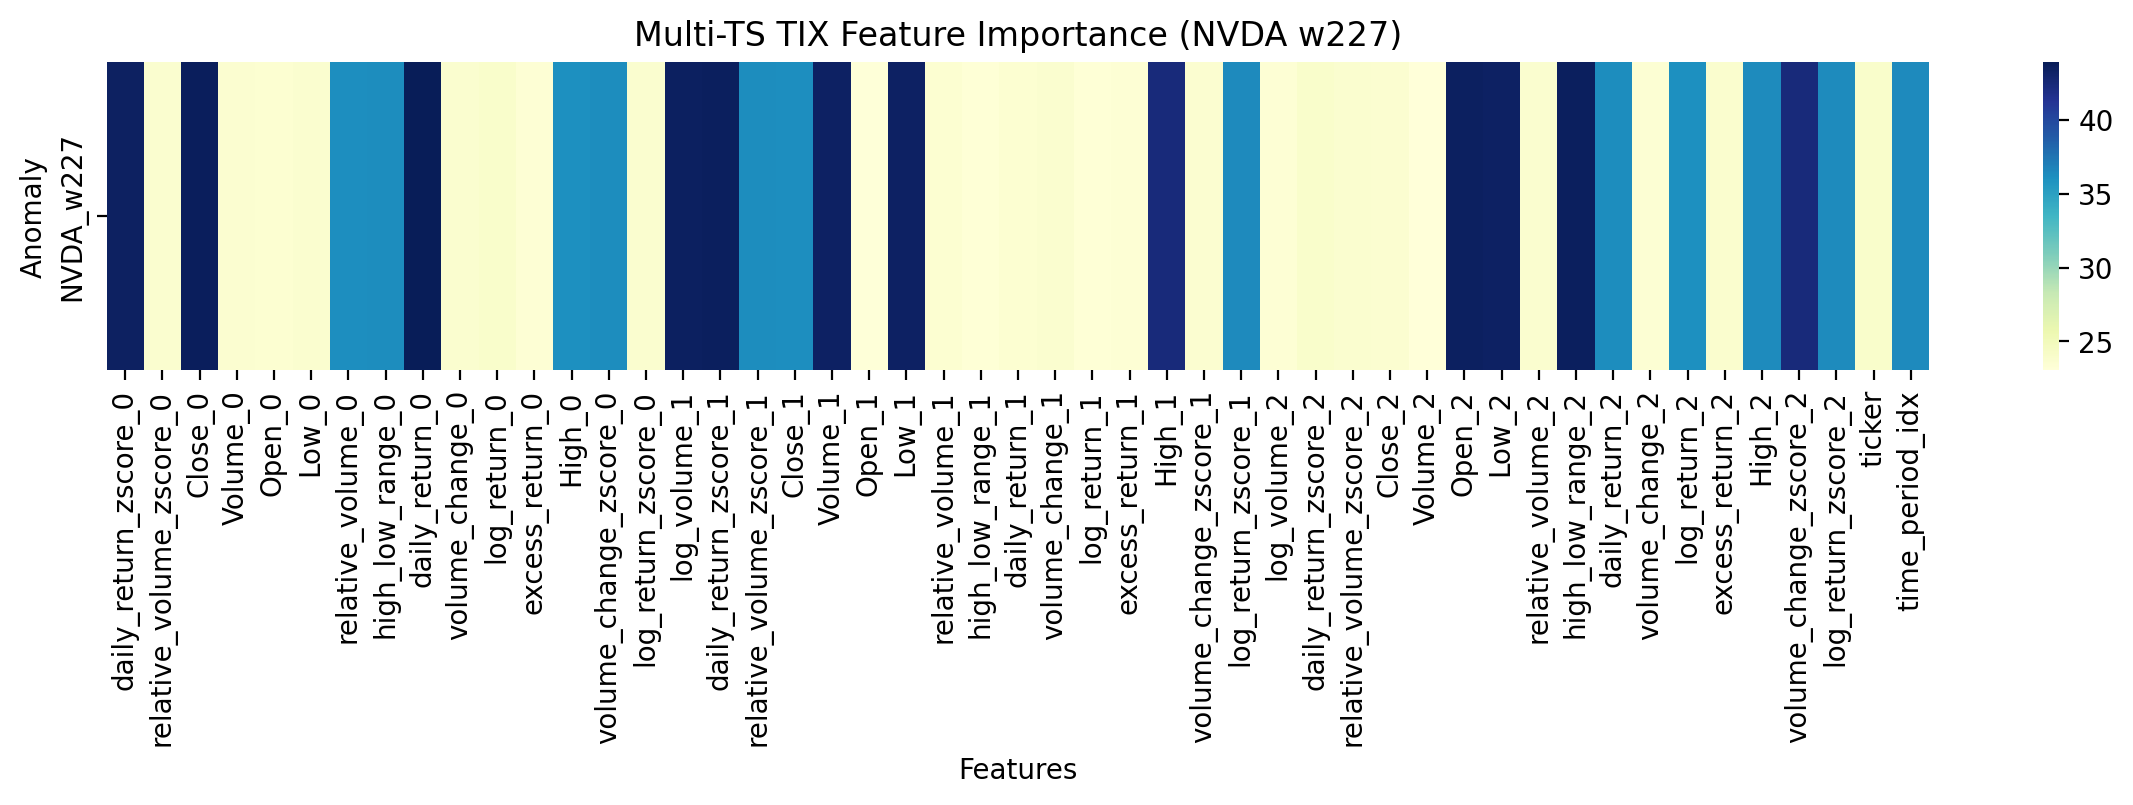 Multi-TS TIX Feature Importance (NVDA w227)
Anomaly
NVDA_w227
40
35
30
25
daily_return_zscore_0
relative_volume_zscore_0
Close_0
Volume_0
Open_0
Low_0
relative_volume_0
high_low_range_0
daily_return_0
volume_change_0
log_return_0
excess_return_0
High_0
volume_change_zscore_0
log_return_zscore_0
log_volume_1
daily_return_zscore_1
relative_volume_zscore_1
Close_1
Volume_1
Open_1
Low_1
relative_volume_1
high_low_range_1
daily_return_1
volume_change_1
log_return_1
excess_return_1
High_1
volume_change_zscore_1
log_return_zscore_1
log_volume_2
daily_return_zscore_2
relative_volume_zscore_2
Close_2
Volume_2
Open_2
Low_2
relative_volume_2
high_low_range_2
daily_return_2
volume_change_2
log_return_2
excess_return_2
High_2
volume_change_zscore_2
log_return_zscore_2
ticker
time_period_idx
Features